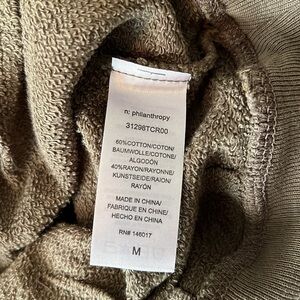 n: philanthropy
31298TCR00
60%COTTON/COTON/
BAUMWOLLE/COTONE/
ALGODÓN
40%RAYON/RAYONNE/
KUNSTSEIDE/RAION/
RAYÓN
MADE IN CHINA/
FABRIQUE EN CHINE/
HECHO EN CHINA
RN# 146017
M